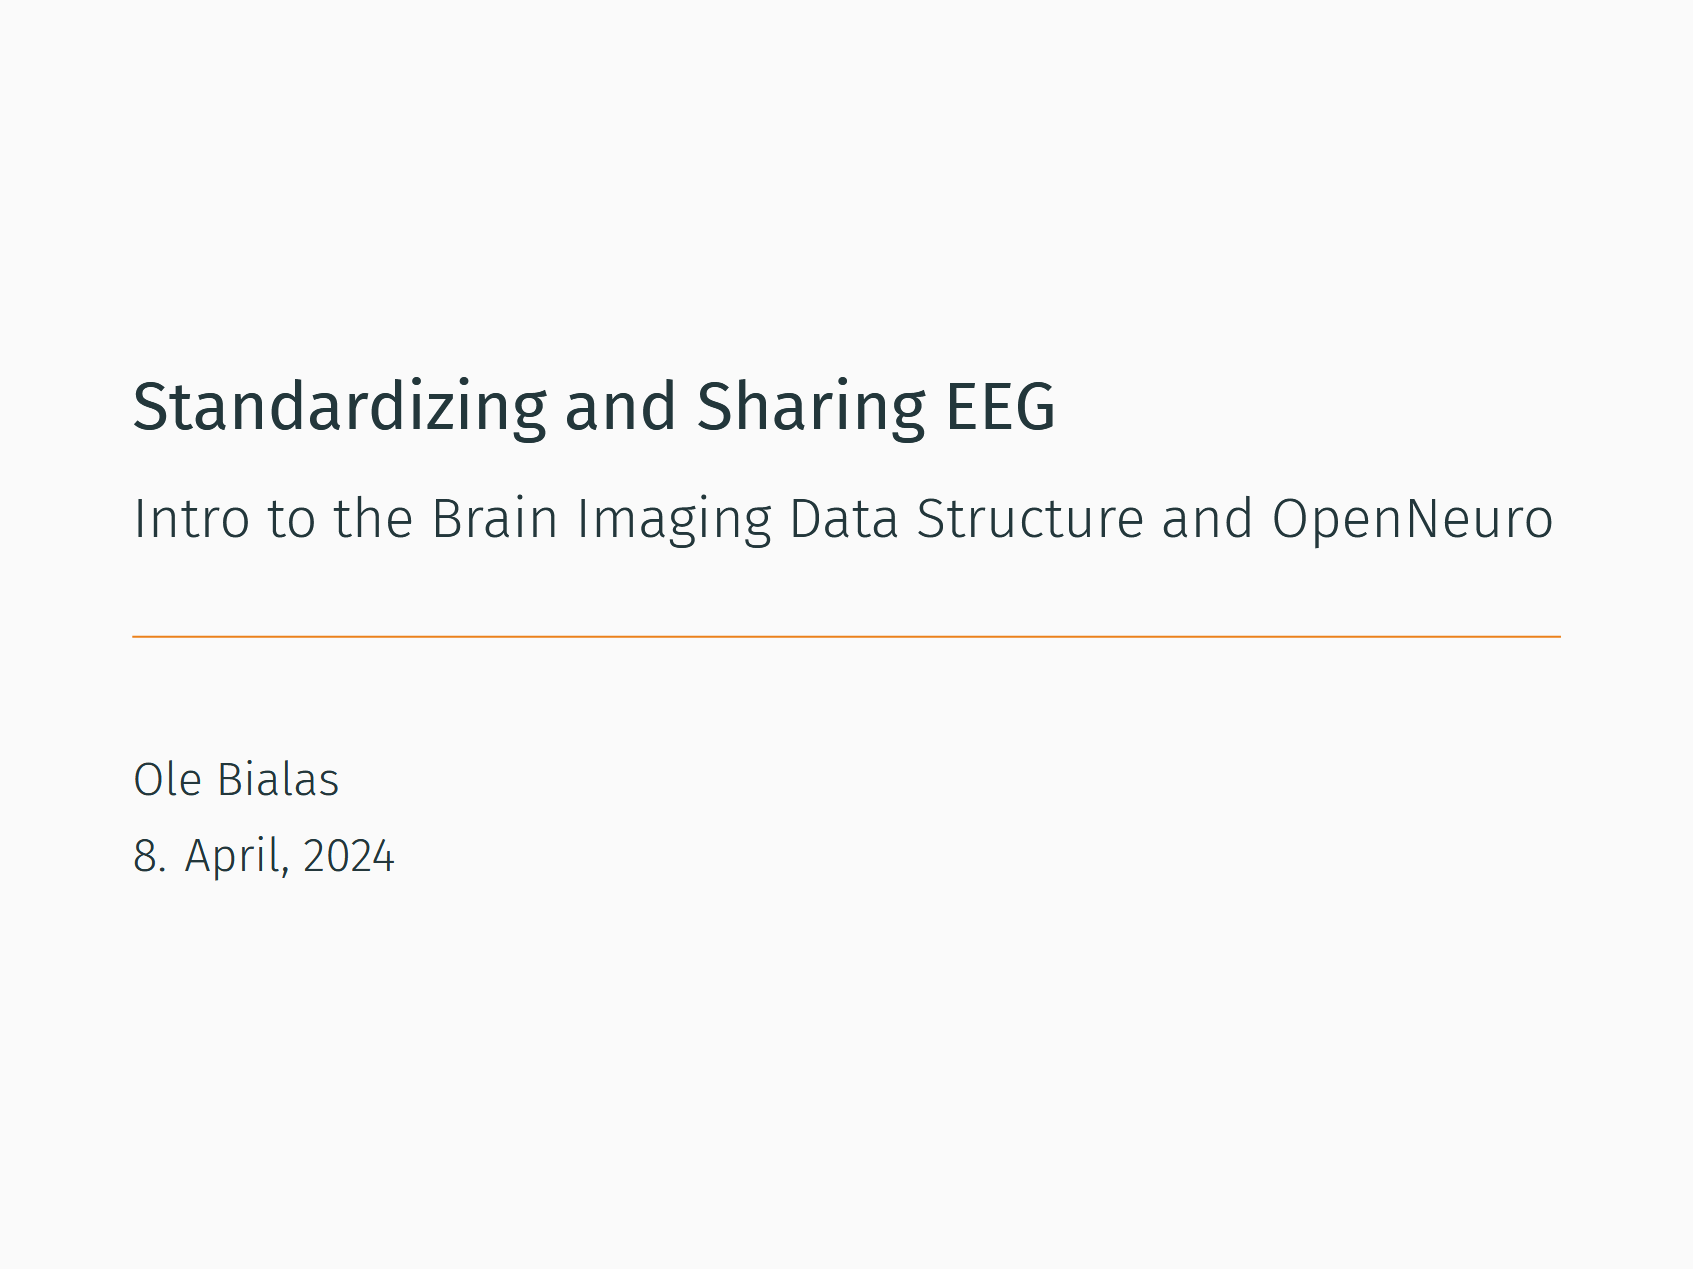 Standardizing and Sharing EEG
Intro to the Brain Imaging Data Structure and OpenNeuro
Ole Bialas
8. April, 2024